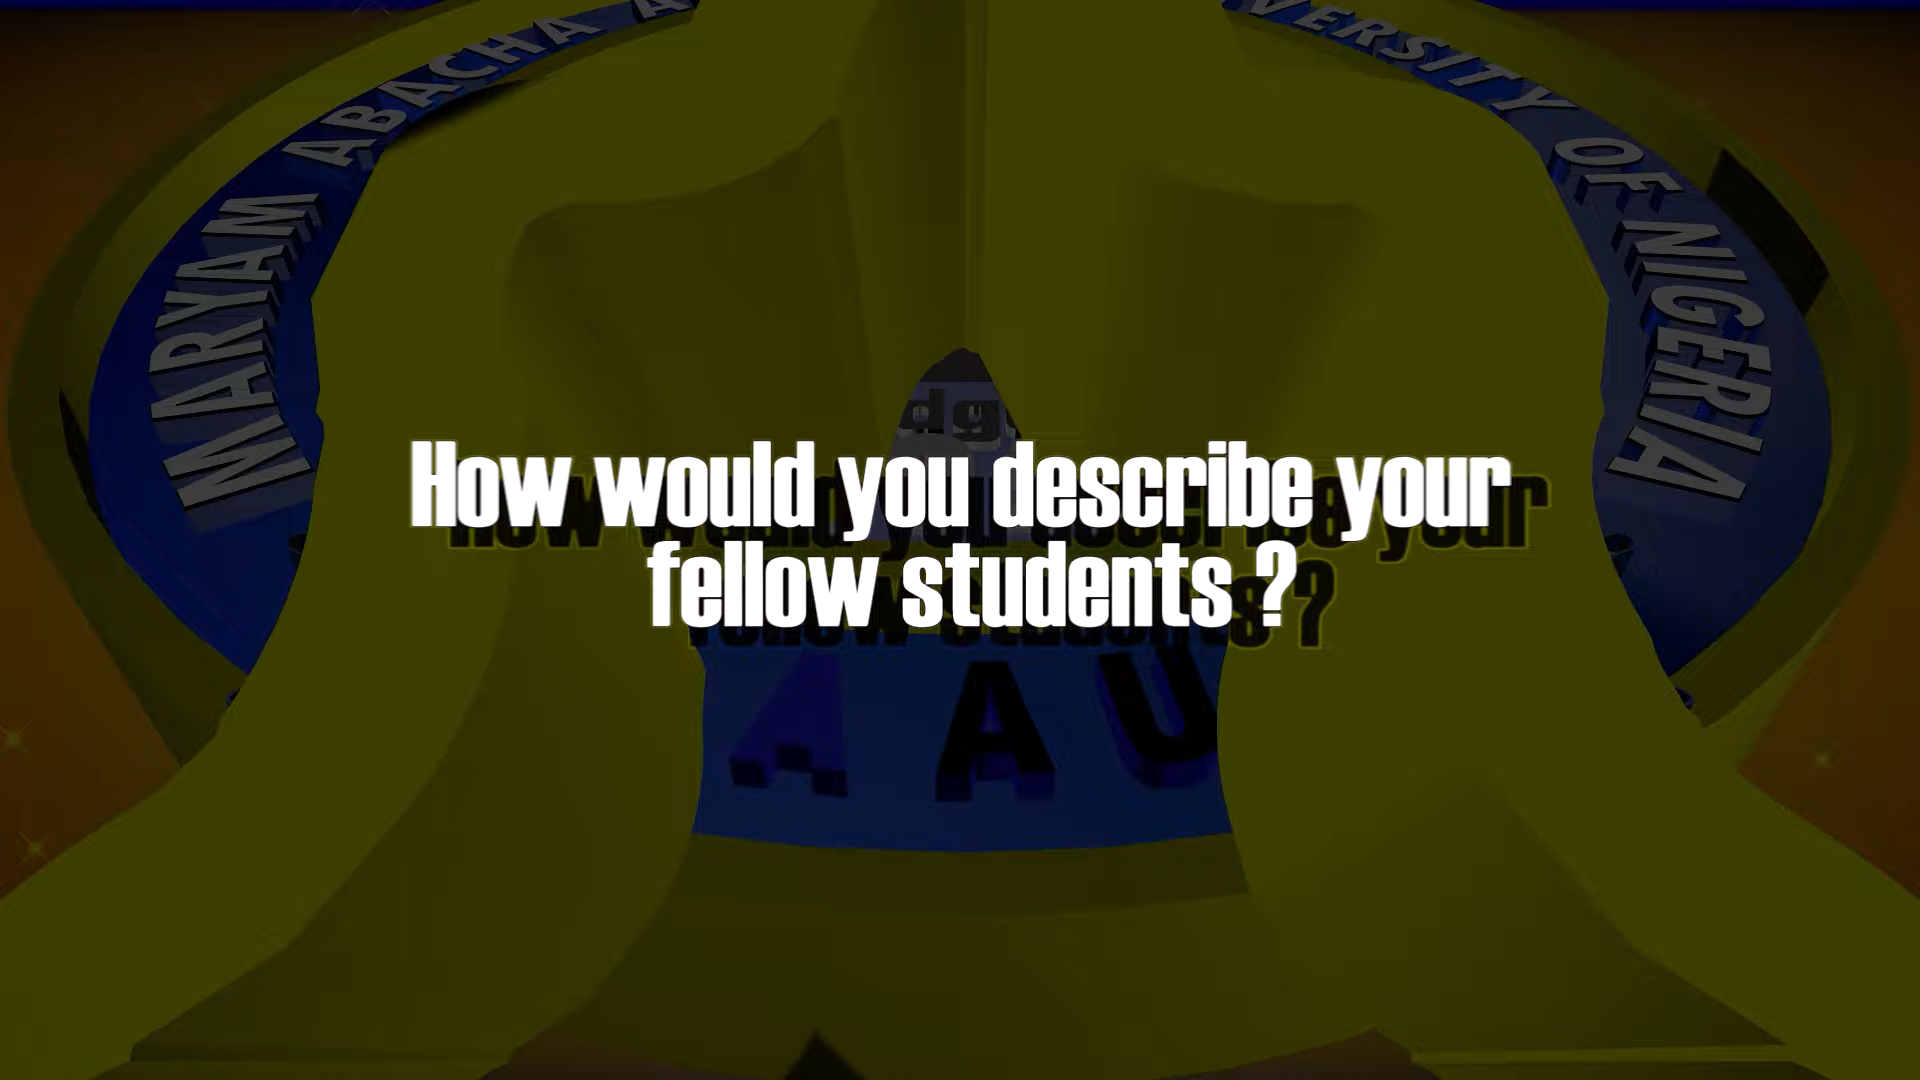 MARYAM ABACHA A
VERSITY OF NIGERIA
How would you describe your
fellow students ?
A A U